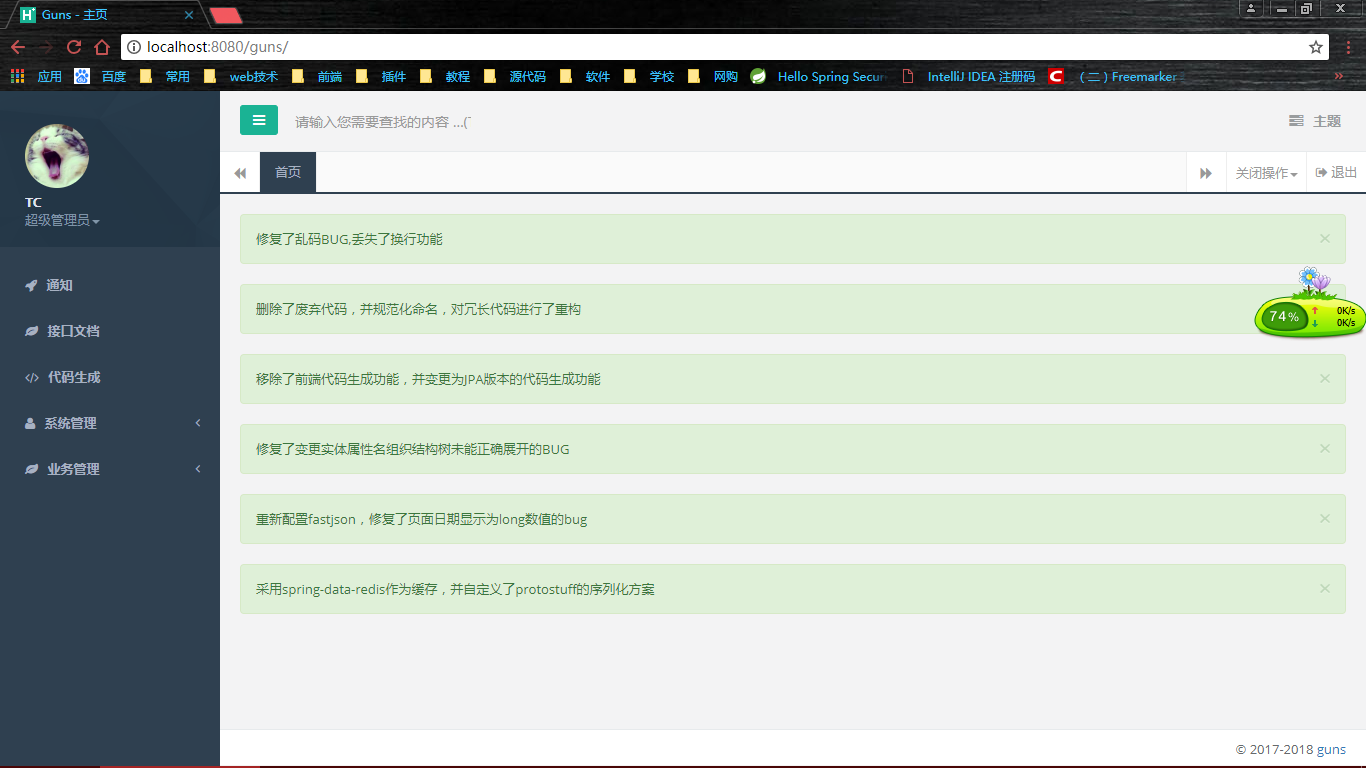 Guns - 主页
localhost:8080/guns/
应用 百度 常用 web技术 前端 插件 教程 源代码 软件 学校 网购 Hello Spring Secur IntelliJ IDEA 注册码 (二) Freemarker
请输入您需要查找的内容 …(
主题
首页
关闭操作
退出
TC
超级管理员
通知
接口文档
代码生成
系统管理
业务管理
修复了乱码BUG,丢失了换行功能
删除了废弃代码，并规范化命名，对冗长代码进行了重构
移除了前端代码生成功能，并变更为JPA版本的代码生成功能
修复了变更实体属性名组织结构树未能正确展开的BUG
重新配置fastjson，修复了页面日期显示为long数值的bug
采用spring-data-redis作为缓存，并自定义了protostuff的序列化方案
74%
0K/s
0K/s
© 2017-2018 guns